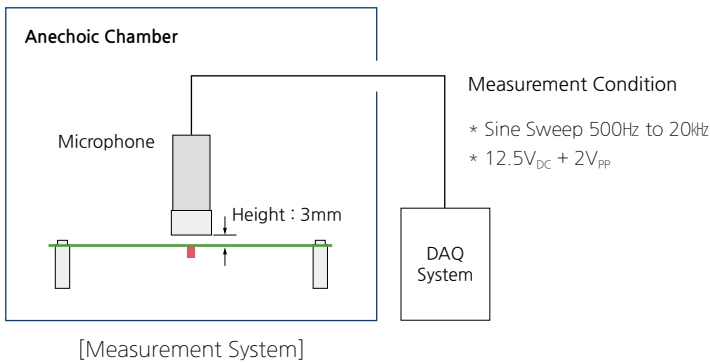 Anechoic Chamber
Microphone
Height : 3mm
Measurement Condition
* Sine Sweep 500Hz to 20kHz
* 12.5V_DC + 2V_PP
DAQ
System
[Measurement System]